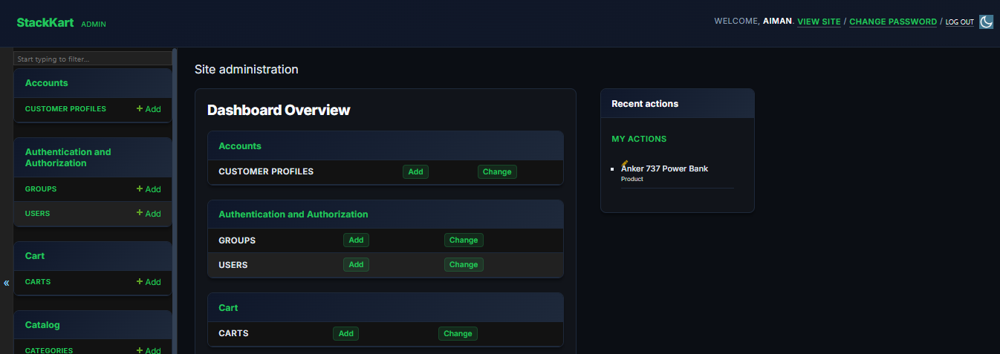 StackKart ADMIN
WELCOME, AIMAN. VIEW SITE / CHANGE PASSWORD / LOG OUT
«
Start typing to filter...
Accounts
CUSTOMER PROFILES + Add
Authentication and
Authorization
GROUPS + Add
USERS + Add
Cart
CARTS + Add
Catalog
CATEGORIES + Add
Site administration
Dashboard Overview
Accounts
CUSTOMER PROFILES Add Change
Authentication and Authorization
GROUPS Add Change
USERS Add Change
Cart
CARTS Add Change
Recent actions
MY ACTIONS
Anker 737 Power Bank
Product